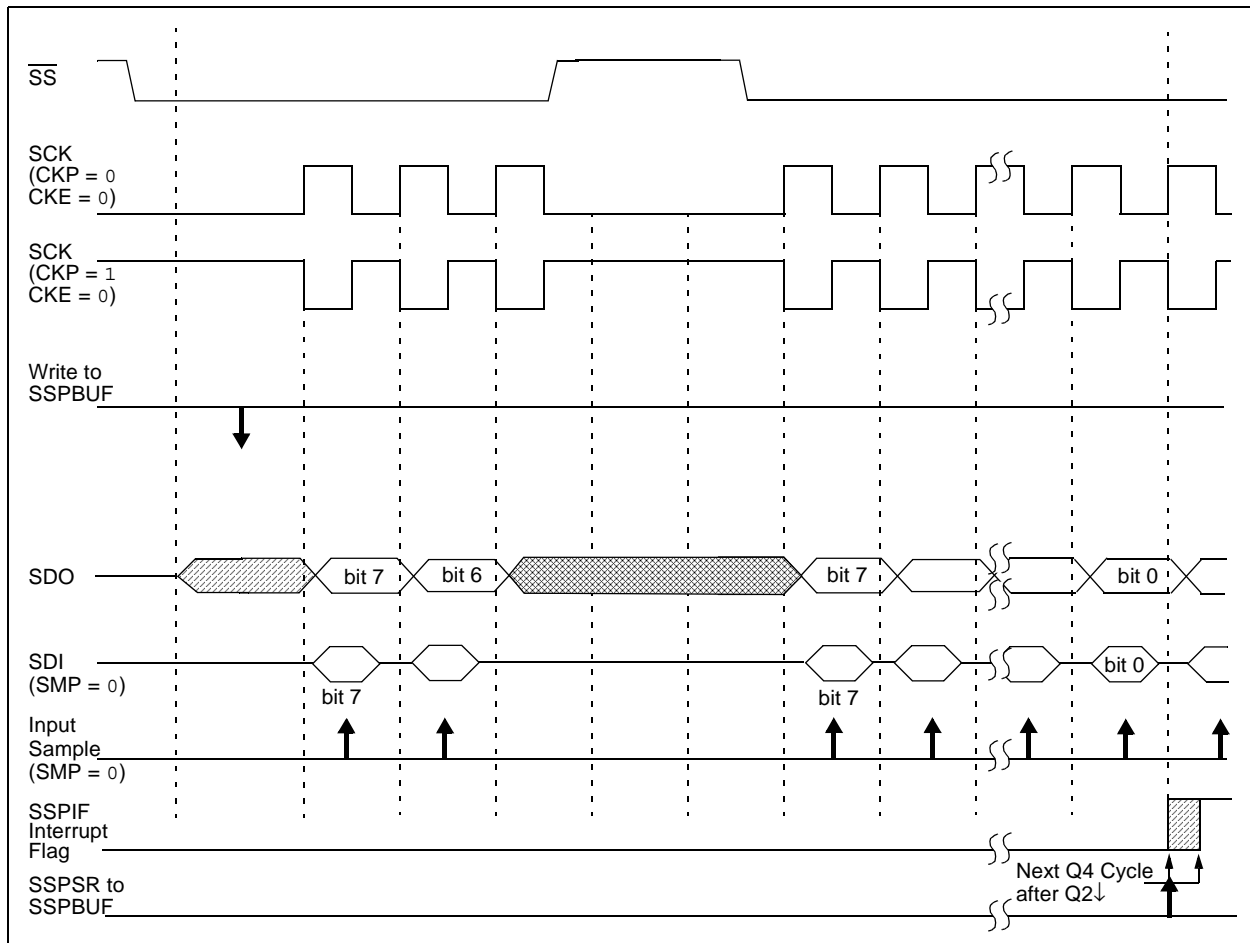 SS
SCK
(CKP = 0
CKE = 0)
SCK
(CKP = 1
CKE = 0)
Write to
SSPBUF
SDO
bit 7
bit 6
bit 7
bit 0
SDI
(SMP = 0)
bit 7
bit 7
bit 0
Input
Sample
(SMP = 0)
SSPIF
Interrupt
Flag
Next Q4 Cycle
after Q2↓
SSPSR to
SSPBUF